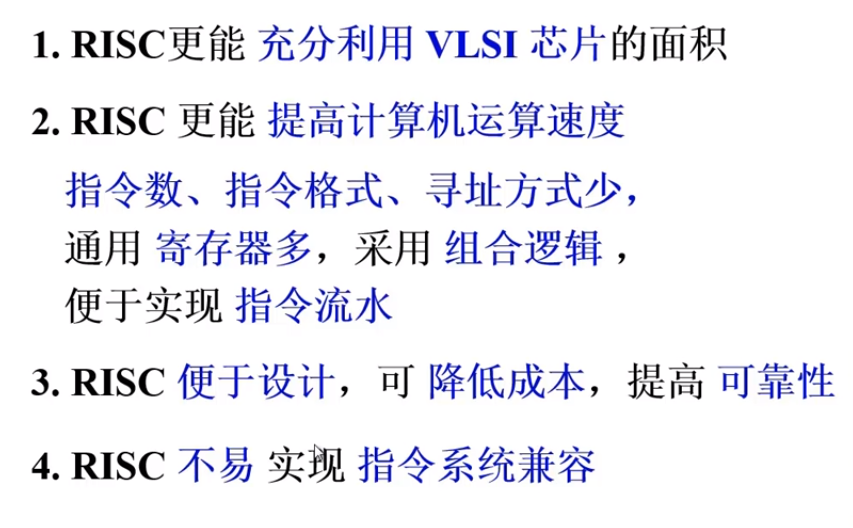 1. RISC更能 充分利用 VLSI 芯片的面积
2. RISC 更能 提高计算机运算速度
指令数、指令格式、寻址方式少，
通用 寄存器多，采用 组合逻辑 ，
便于实现 指令流水
3. RISC 便于设计，可 降低成本，提高 可靠性
4. RISC 不易 实现 指令系统兼容